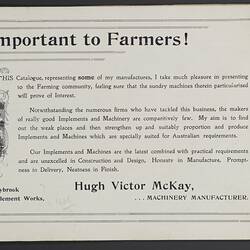 mportant to Farmers!
THIS Catalogue, representing some of my manufactures, I take much pleasure in presenting
to the Farming community, feeling sure that the sundry machines therein particularised
will prove of Interest.
Notwithstanding the numerous firms who have tackled this business, the makers
of really good Implements and Machinery are comparitively few. My aim is to find
out the weak places and then strengthen up and suitably proportion and produce
Implements and Machines which are specially suited for Australian requirements.
Our Implements and Machines are the latest combined with practical requirements
and are unexcelled in Construction and Design, Honesty in Manufacture, Prompt-
ness in Delivery, Neatness in Finish.
Hugh Victor McKay,
... MACHINERY MANUFACTURER.
ybrook
lement Works,